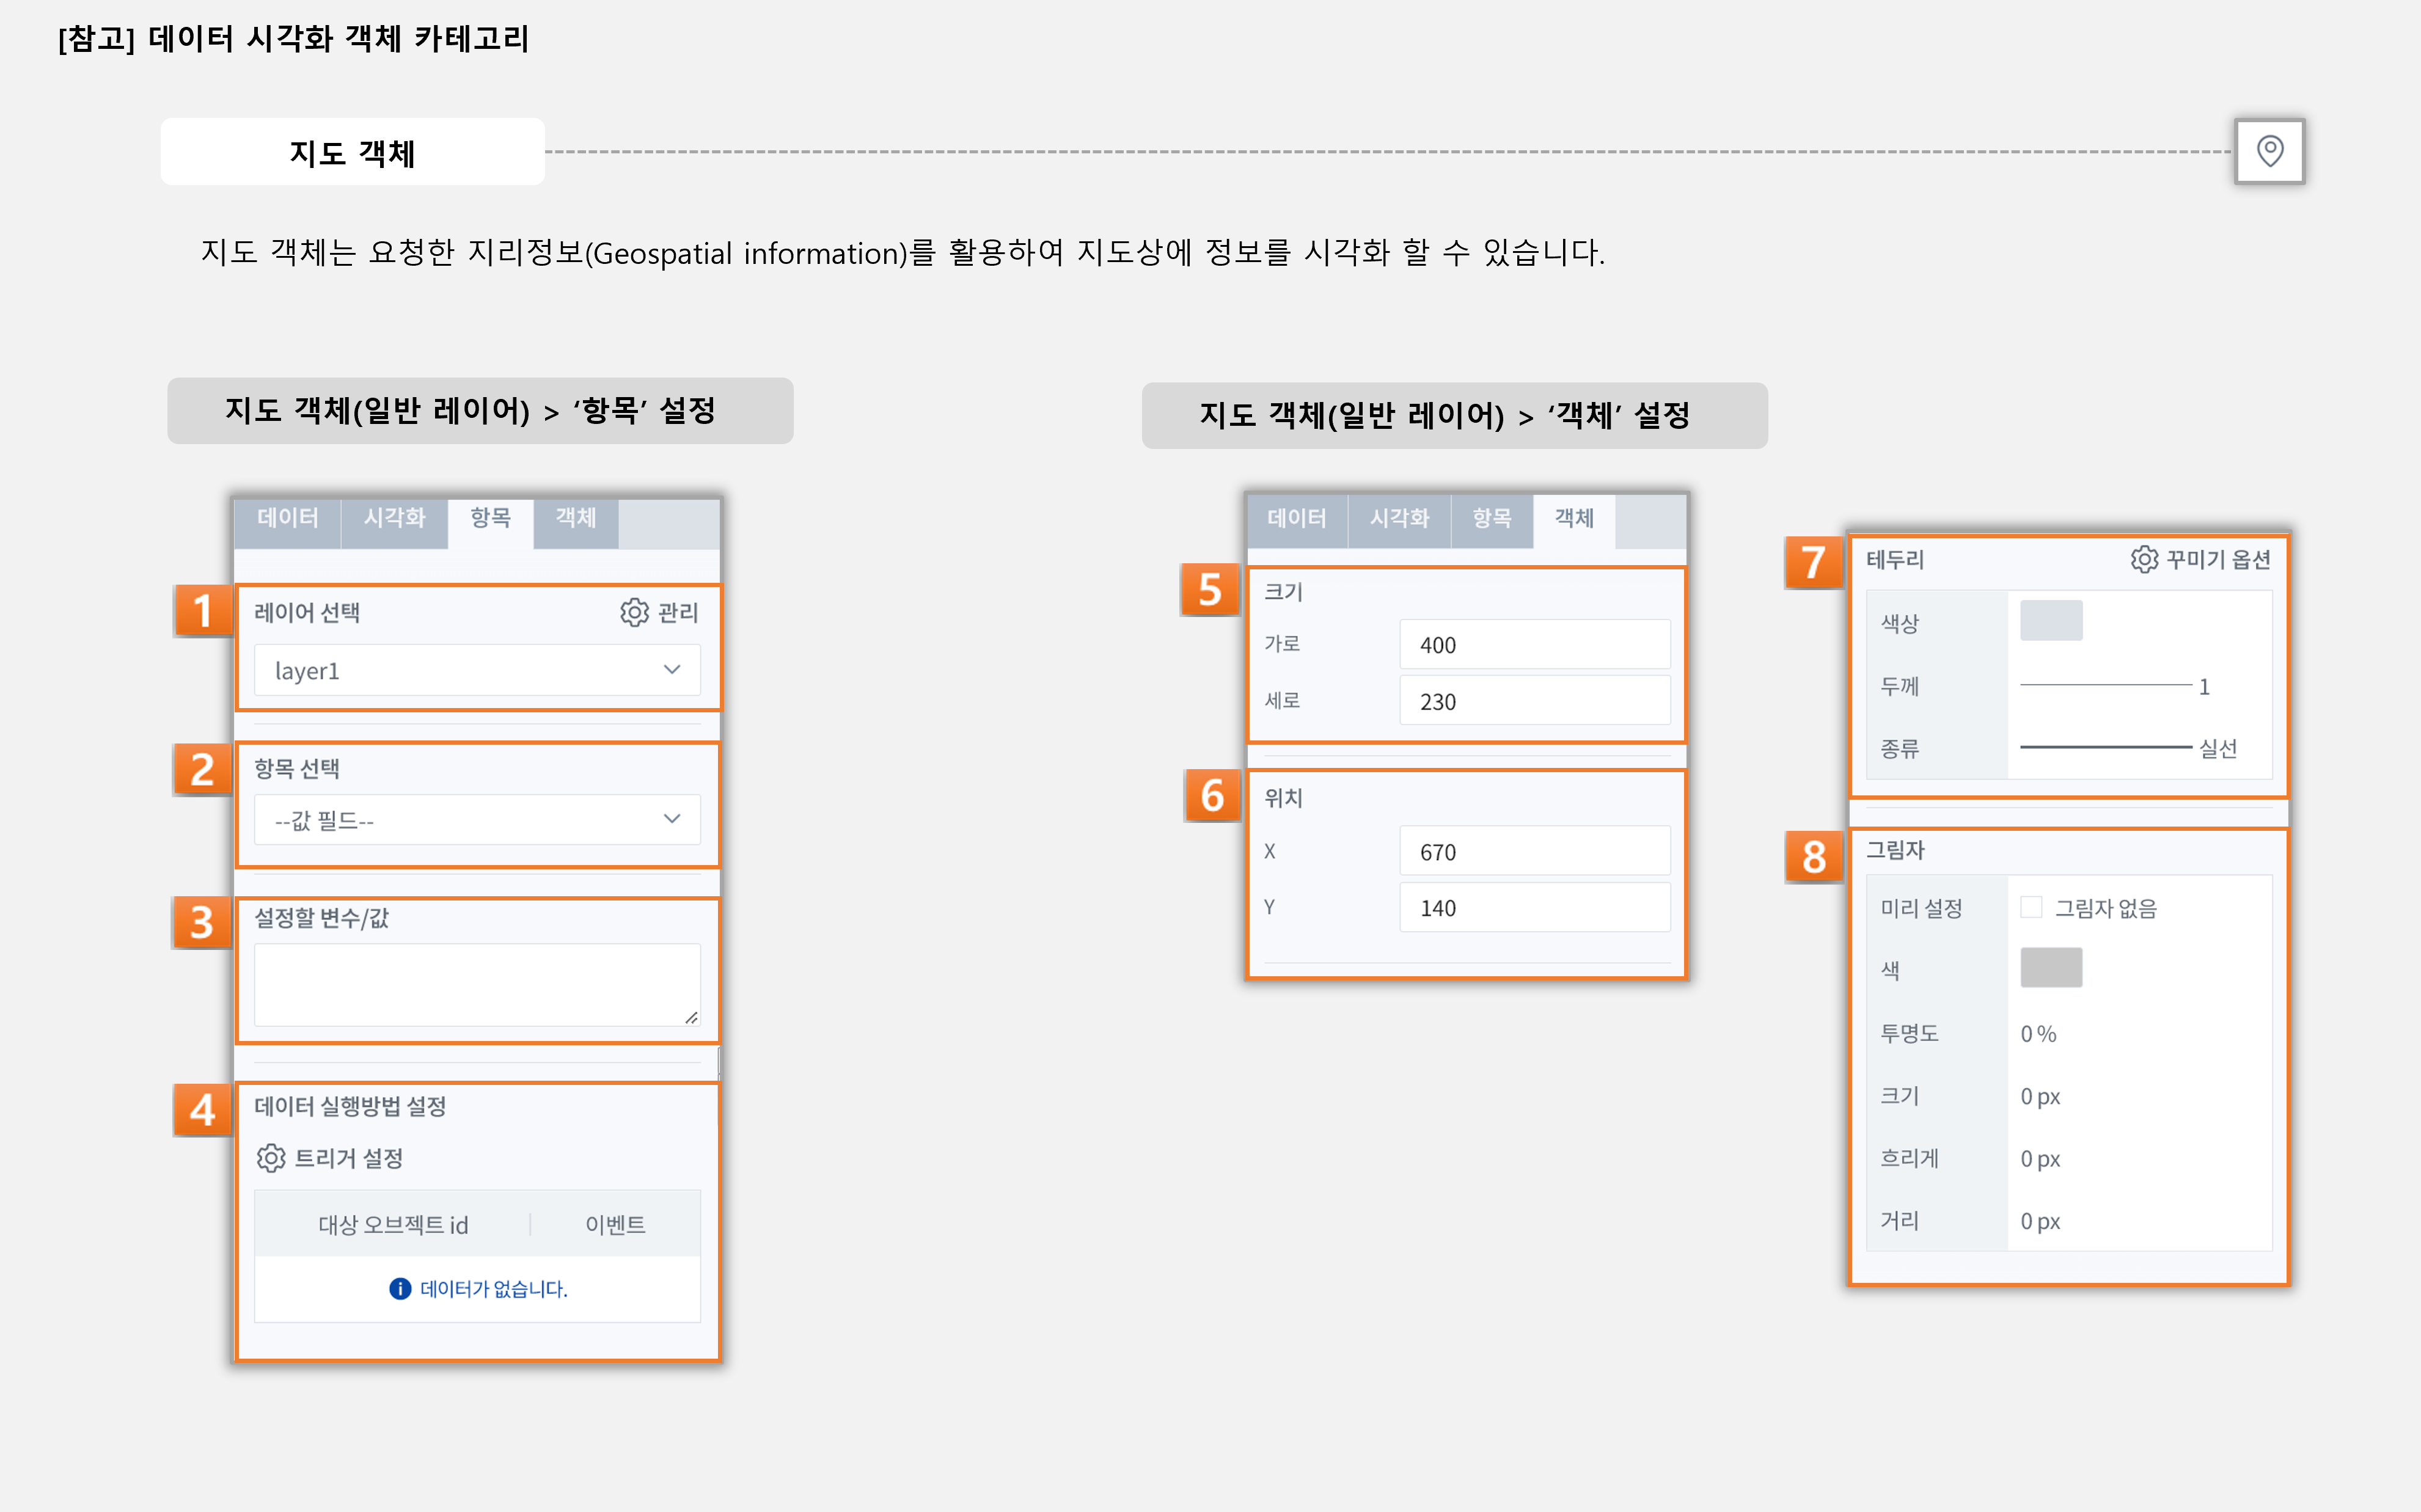 [참고] 데이터 시각화 객체 카테고리
지도 객체
지도 객체는 요청한 지리정보(Geospatial information)를 활용하여 지도상에 정보를 시각화 할 수 있습니다.
지도 객체(일반 레이어) > ‘항목’ 설정
데이터 시각화 항목 객체
1
레이어 선택 관리
layer1
2
항목 선택
--값 필드--
3
설정할 변수/값
4
데이터 실행방법 설정
트리거 설정
대상 오브젝트 id 이벤트
데이터가 없습니다.
지도 객체(일반 레이어) > ‘객체’ 설정
데이터 시각화 항목 객체
5
크기
가로 400
세로 230
6
위치
X 670
Y 140
7
테두리 꾸미기 옵션
색상
두께 1
종류 실선
8
그림자
미리 설정 그림자 없음
색
투명도 0 %
크기 0 px
흐리게 0 px
거리 0 px